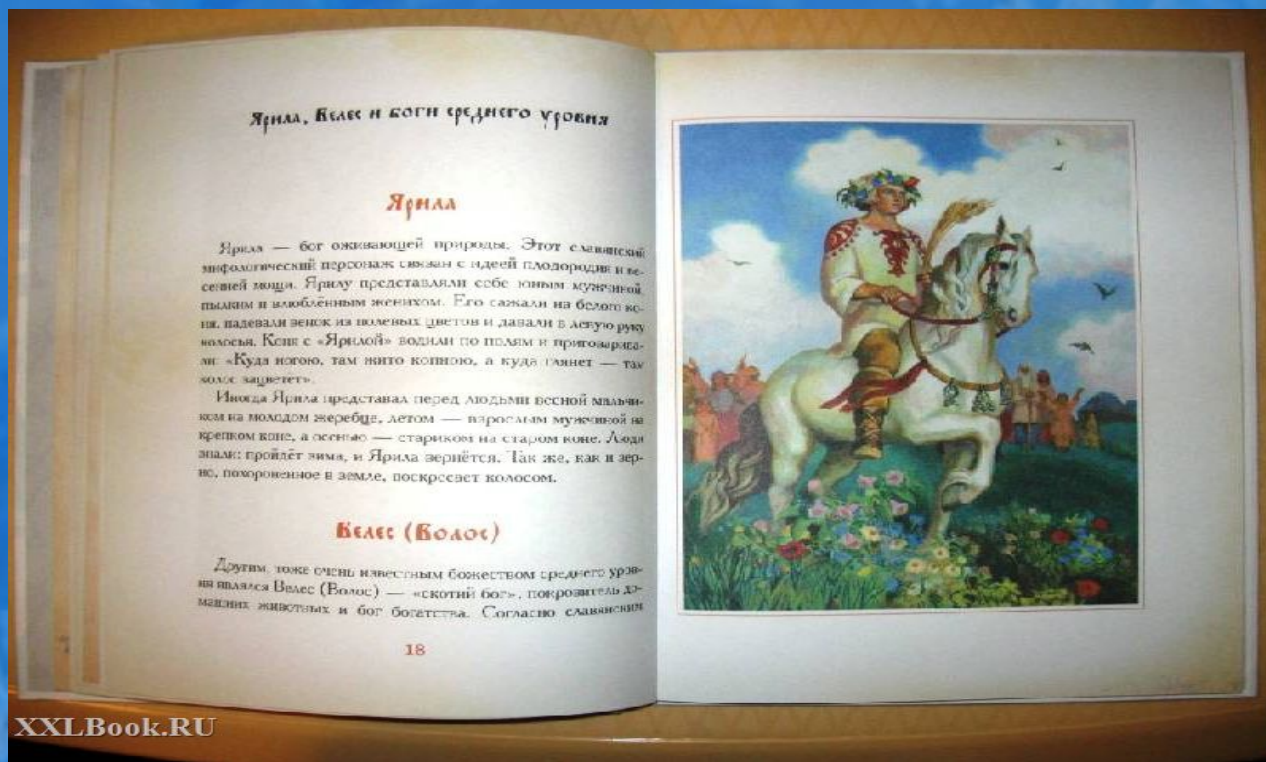 Ярила, Велес и боги среднего уровня
Ярила
Ярила — бог оживающей природы. Этот славянский
мифологический персонаж связан с идеей плодородия и ве-
сенней мощи. Ярилу представляли себе юным мужчиной,
пылким и влюблённым женихом. Его сажали на белого ко-
ня, надевали венок из полевых цветов и давали в левую руку
колосья. Коня с «Ярилой» водили по полям и приговарива-
ли: «Куда ногою, там жито копною, а куда глянет — там
колос зацветет».
Иногда Ярила представал перед людьми весной мальчи-
ком на молодом жеребце, летом — взрослым мужчиной на
крепком коне, а осенью — стариком на старом коне. Люди
знали: пройдёт зима, и Ярила вернётся. Так же, как и зер-
но, похороненное в земле, воскресает колосом.
Велес (Волос)
Другим, тоже очень известным божеством среднего уров-
ня являлся Велес (Волос) — «скотий бог», покровитель до-
машних животных и бог богатства. Согласно славянским
18
XXLBook.RU